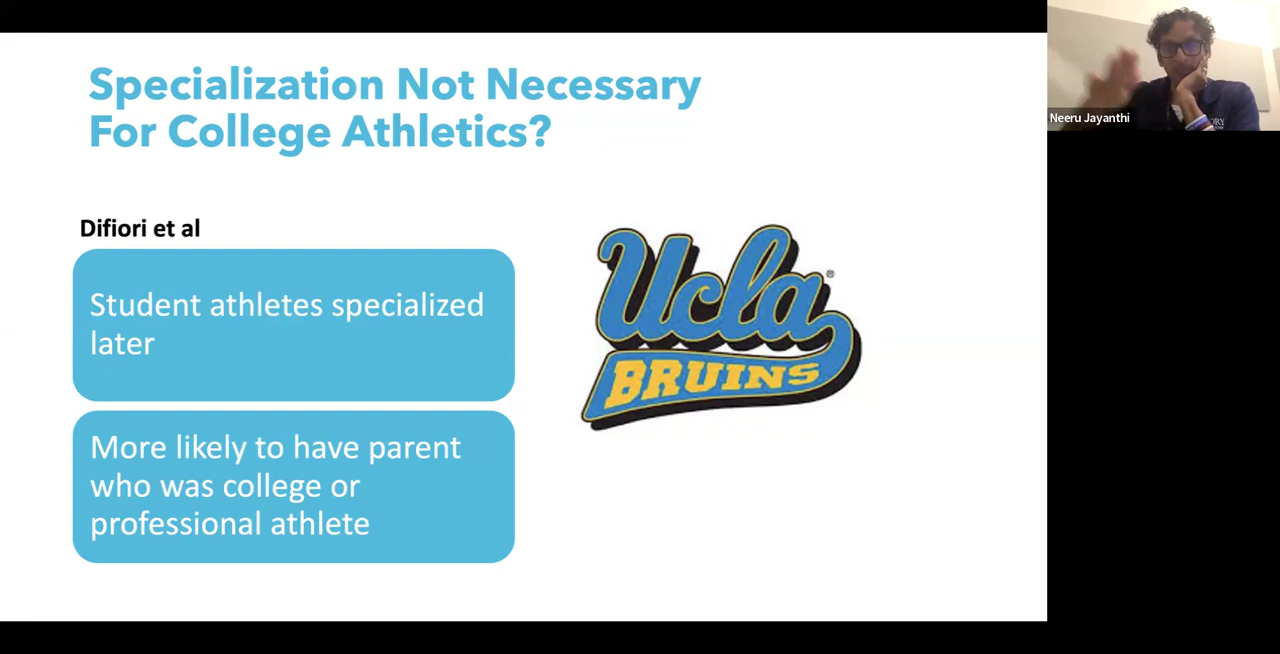 Specialization Not Necessary
For College Athletics?
Difiori et al
Student athletes specialized
later
More likely to have parent
who was college or
professional athlete
Ucla
®
BRUINS
Neeru Jayanthi